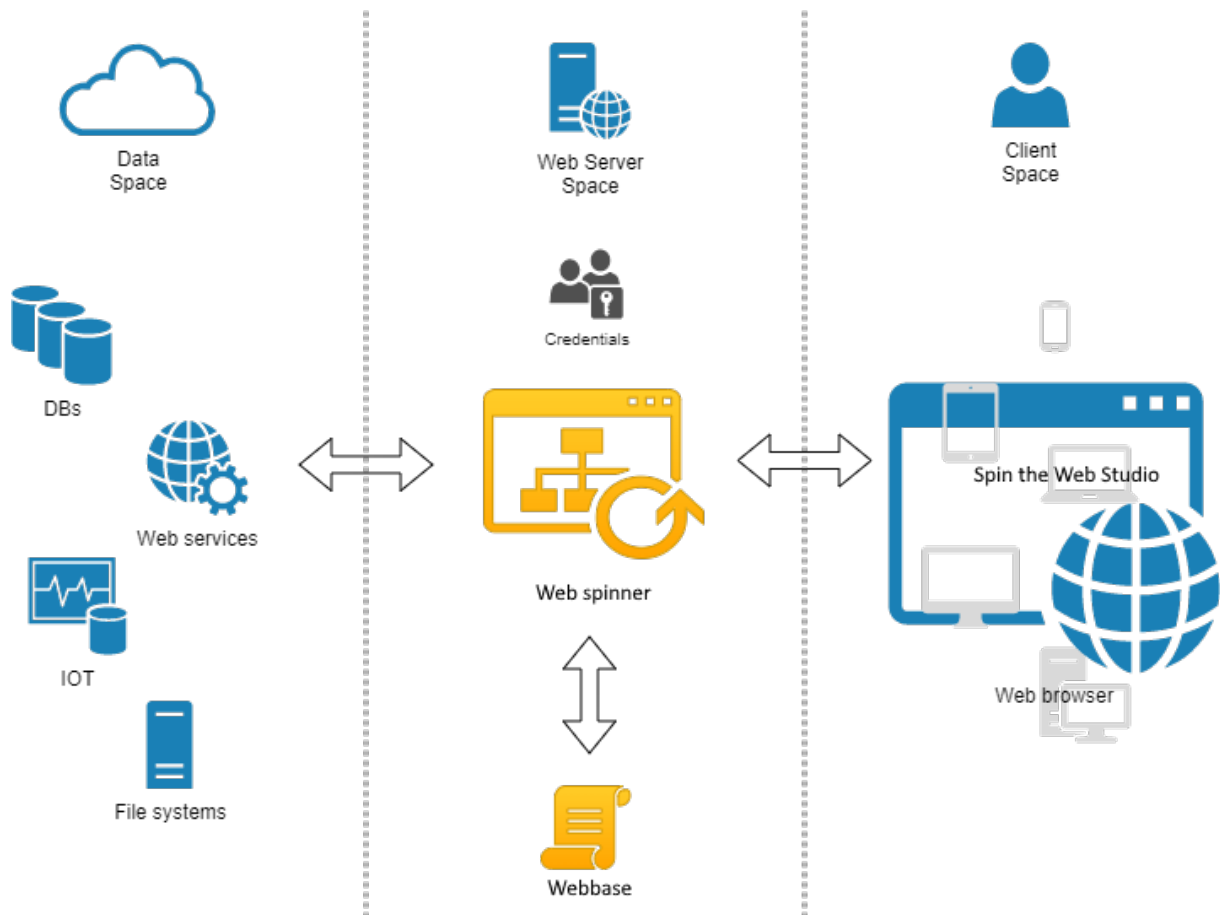 Data
Space
Web Server
Space
Client
Space
Credentials
DBs
Web services
IOT
File systems
Web spinner
Webbase
Spin the Web Studio
Web browser